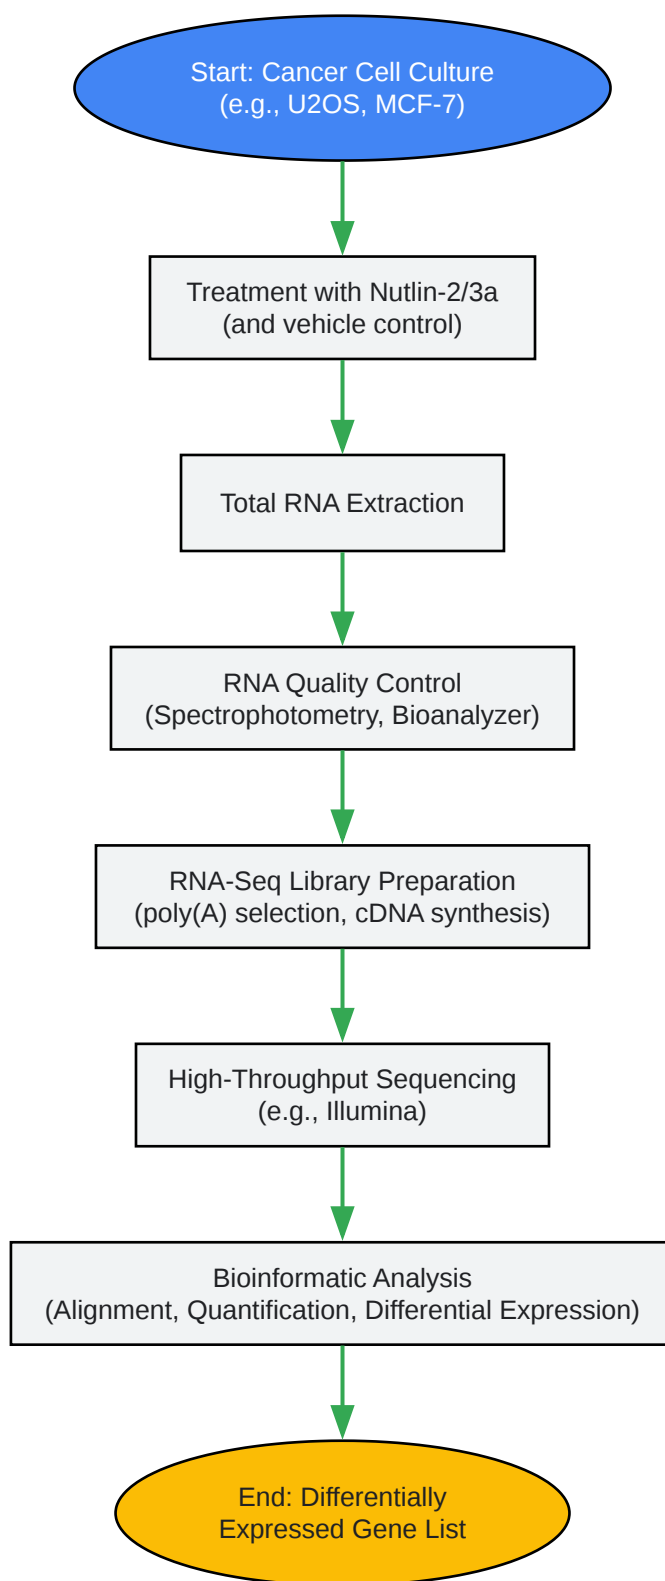 Start: Cancer Cell Culture
(e.g., U2OS, MCF-7)
Treatment with Nutlin-2/3a
(and vehicle control)
Total RNA Extraction
RNA Quality Control
(Spectrophotometry, Bioanalyzer)
RNA-Seq Library Preparation
(poly(A) selection, cDNA synthesis)
High-Throughput Sequencing
(e.g., Illumina)
Bioinformatic Analysis
(Alignment, Quantification, Differential Expression)
End: Differentially
Expressed Gene List